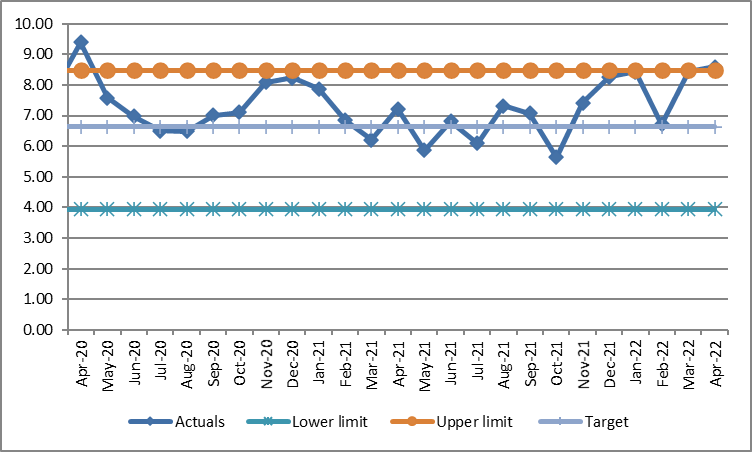 10.00
9.00
8.00
7.00
6.00
5.00
4.00
3.00
2.00
1.00
0.00
Apr-20
May-20
Jun-20
Jul-20
Aug-20
Sep-20
Oct-20
Nov-20
Dec-20
Jan-21
Feb-21
Mar-21
Apr-21
May-21
Jun-21
Jul-21
Aug-21
Sep-21
Oct-21
Nov-21
Dec-21
Jan-22
Feb-22
Mar-22
Apr-22
Actuals Lower limit Upper limit Target